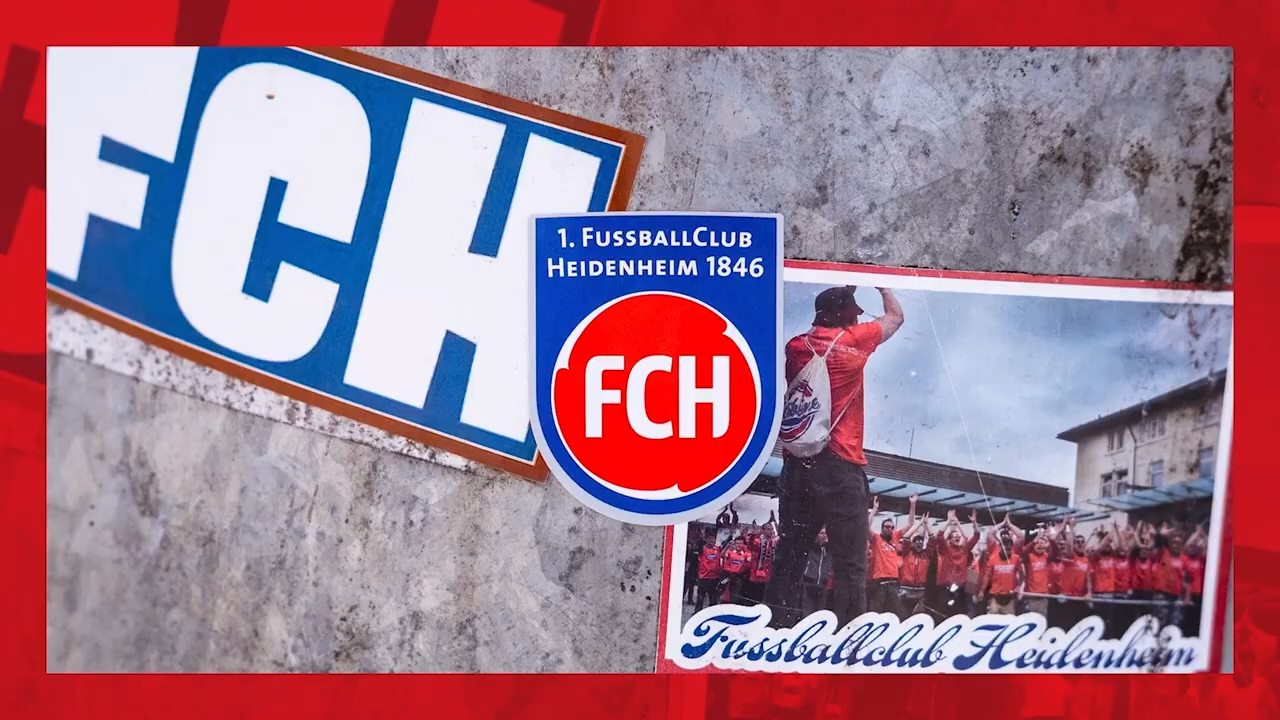 FCH
1. FUSSBALLCLUB
HEIDENHEIM 1846
FCH
Fussballclub Heidenheim